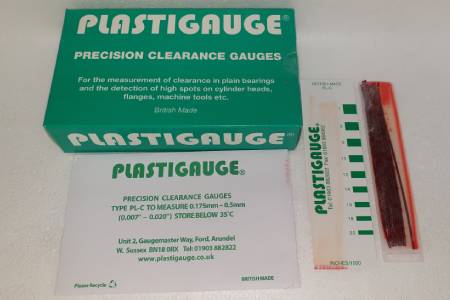 PLASTIGAUGE®
PRECISION CLEARANCE GAUGES
For the measurement of clearance in plain bearings
and the detection of high spots on cylinder heads,
flanges, machine tools etc.
British Made
PLASTIGAUGE®
PLASTIGAUGE®
PRECISION CLEARANCE GAUGES
TYPE PL-C TO MEASURE 0.175mm - 0.5mm
(0.007" - 0.020") STORE BELOW 35°C
Unit 2, Gaugemaster Way, Ford, Arundel
W. Sussex BN18 0RX Tel: 01903 882822
www.plastigauge.co.uk
Please Recycle
BRITISH MADE
BRITISH MADE
PL-C
PLASTIGAUGE®
INCHES/1000